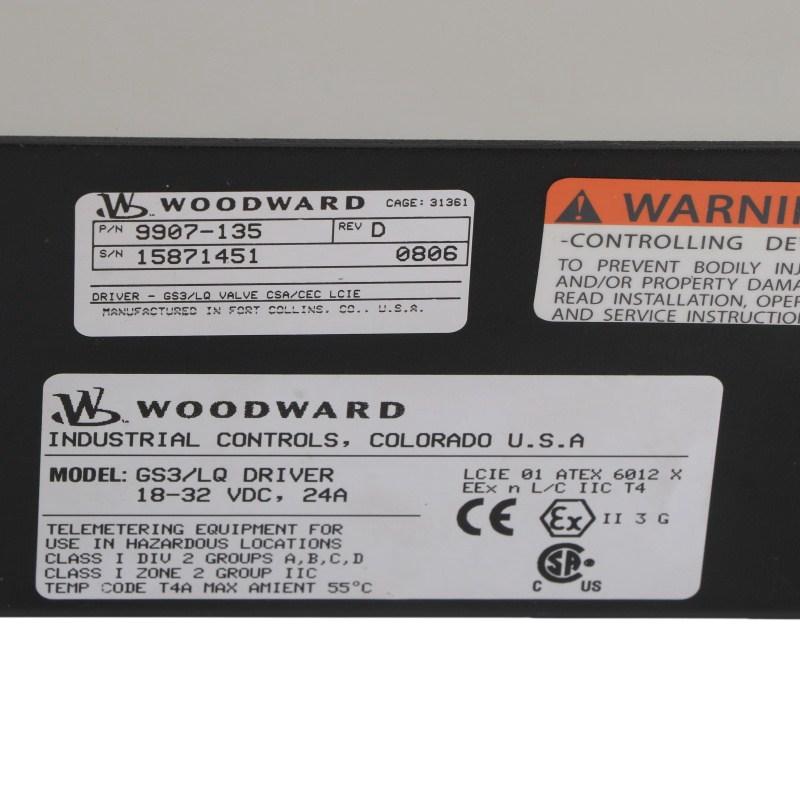 WOODWARD CAGE: 31361
P/N 9907-135 REV D
S/N 15871451 0806
DRIVER - GS3/LQ VALVE CSA/CEC LCIE
MANUFACTURED IN FORT COLLINS, CO., U.S.A.
WARNIN
-CONTROLLING DE
TO PREVENT BODILY INJ
AND/OR PROPERTY DAMA
READ INSTALLATION, OPER
AND SERVICE INSTRUCTIO
WOODWARD
INDUSTRIAL CONTROLS, COLORADO U.S.A
MODEL: GS3/LQ DRIVER
18-32 VDC, 24A
LCIE 01 ATEX 6012 X
EEx n L/C IIC T4
CE Ex II 3 G
TELEMETERING EQUIPMENT FOR
USE IN HAZARDOUS LOCATIONS
CLASS I DIV 2 GROUPS A,B,C,D
CLASS I ZONE 2 GROUP IIC
TEMP CODE T4A MAX AMIENT 55°C
SA
C US